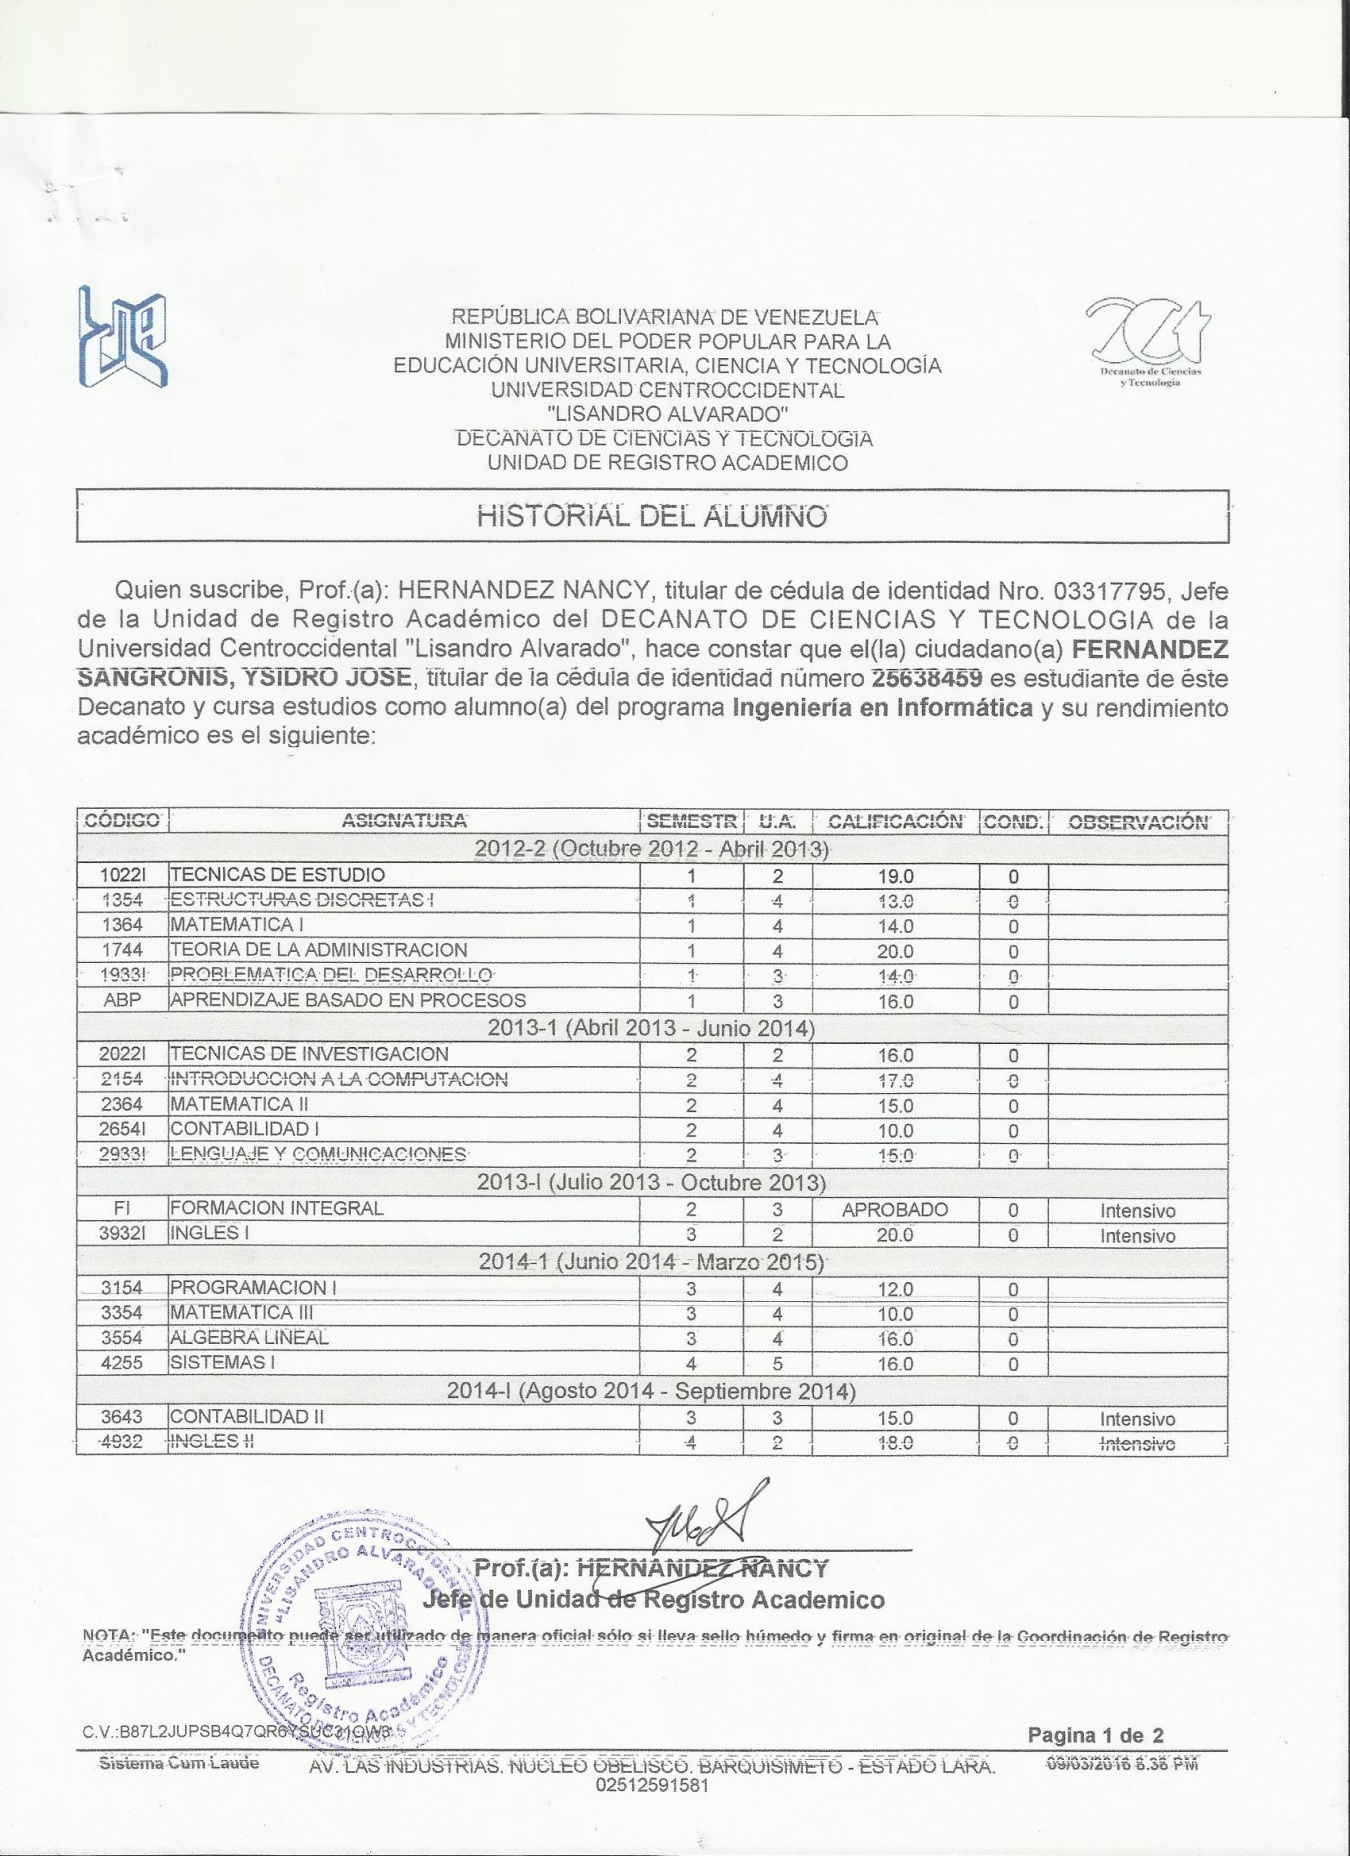 REPÚBLICA BOLIVARIANA DE VENEZUELA
MINISTERIO DEL PODER POPULAR PARA LA
EDUCACIÓN UNIVERSITARIA, CIENCIA Y TECNOLOGÍA
UNIVERSIDAD CENTROCCIDENTAL
"LISANDRO ALVARADO"
DECANATO DE CIENCIAS Y TECNOLOGIA
UNIDAD DE REGISTRO ACADEMICO
Decanato de Ciencias
y Tecnología
HISTORIAL DEL ALUMNO
Quien suscribe, Prof.(a): HERNANDEZ NANCY, titular de cédula de identidad Nro. 03317795, Jefe
de la Unidad de Registro Académico del DECANATO DE CIENCIAS Y TECNOLOGIA de la
Universidad Centroccidental "Lisandro Alvarado", hace constar que el(la) ciudadano(a) FERNANDEZ
SANGRONIS, YSIDRO JOSE, titular de la cédula de identidad número 25638459 es estudiante de éste
Decanato y cursa estudios como alumno(a) del programa Ingeniería en Informática y su rendimiento
académico es el siguiente:
CÓDIGO ASIGNATURA SEMESTR U.A. CALIFICACIÓN COND. OBSERVACIÓN
2012-2 (Octubre 2012 - Abril 2013)
1022I TECNICAS DE ESTUDIO 1 2 19.0 0
1354 ESTRUCTURAS DISCRETAS I 1 4 13.0 0
1364 MATEMATICA I 1 4 14.0 0
1744 TEORIA DE LA ADMINISTRACION 1 4 20.0 0
1933I PROBLEMATICA DEL DESARROLLO 1 3 14.0 0
ABP APRENDIZAJE BASADO EN PROCESOS 1 3 16.0 0
2013-1 (Abril 2013 - Junio 2014)
2022I TECNICAS DE INVESTIGACION 2 2 16.0 0
2154 INTRODUCCION A LA COMPUTACION 2 4 17.0 0
2364 MATEMATICA II 2 4 15.0 0
2654I CONTABILIDAD I 2 4 10.0 0
2933I LENGUAJE Y COMUNICACIONES 2 3 15.0 0
2013-I (Julio 2013 - Octubre 2013)
FI FORMACION INTEGRAL 2 3 APROBADO 0 Intensivo
3932I INGLES I 3 2 20.0 0 Intensivo
2014-1 (Junio 2014 - Marzo 2015)
3154 PROGRAMACION I 3 4 12.0 0
3354 MATEMATICA III 3 4 10.0 0
3554 ALGEBRA LINEAL 3 4 16.0 0
4255 SISTEMAS I 4 5 16.0 0
2014-I (Agosto 2014 - Septiembre 2014)
3643 CONTABILIDAD II 3 3 15.0 0 Intensivo
4932 INGLES II 4 2 18.0 0 Intensivo
Prof.(a): HERNANDEZ NANCY
Jefe de Unidad de Registro Academico
UNIVERSIDAD CENTROCCIDENTAL
"LISANDRO ALVARADO"
Registro Académico
DECANATO DE CIENCIAS Y TECNOLOGIA
NOTA: "Este documento puede ser utilizado de manera oficial sólo si lleva sello húmedo y firma en original de la Coordinación de Registro
Académico."
C.V.:B87L2JUPSB4Q7QR6YSUC31QW3
Pagina 1 de 2
Sistema Cum Laude AV. LAS INDUSTRIAS. NUCLEO OBELISCO. BARQUISIMETO - ESTADO LARA. 09/03/2016 6:36 PM
02512591581